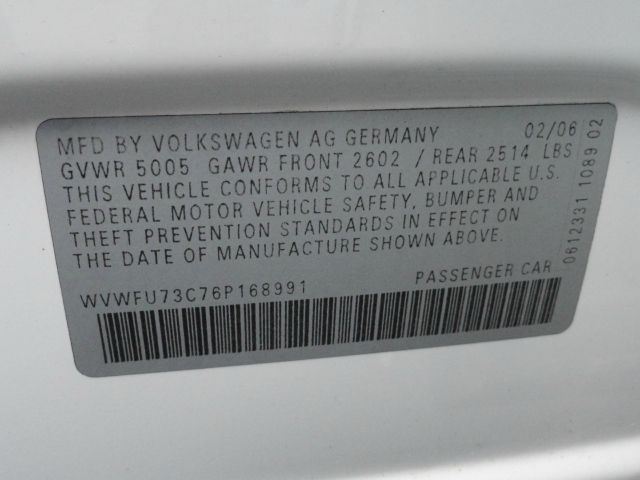 MFD BY VOLKSWAGEN AG GERMANY 02/06
GVWR 5005 GAWR FRONT 2602 / REAR 2514 LBS
THIS VEHICLE CONFORMS TO ALL APPLICABLE U.S.
FEDERAL MOTOR VEHICLE SAFETY, BUMPER AND
THEFT PREVENTION STANDARDS IN EFFECT ON
THE DATE OF MANUFACTURE SHOWN ABOVE.
WVWFU73C76P168991 PASSENGER CAR
0612331 1089 02